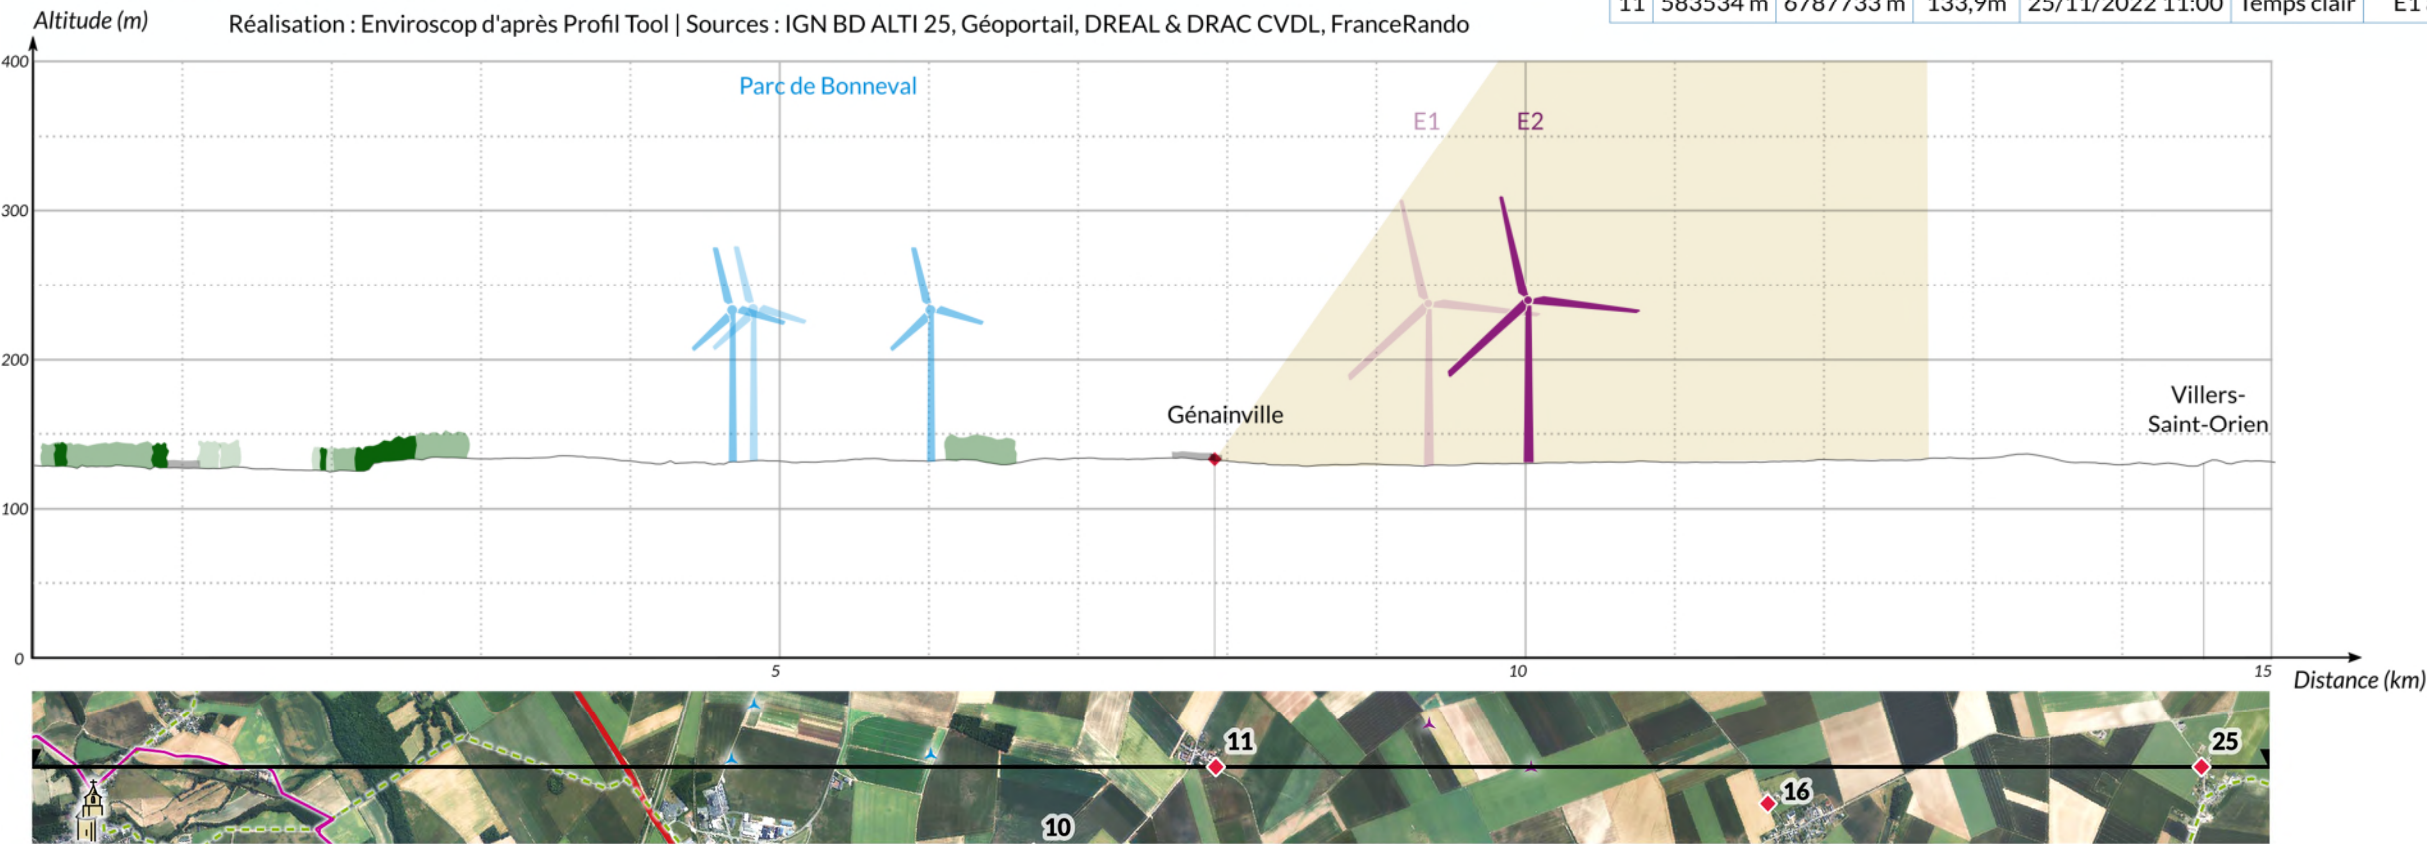 11 583534 m 6787733 m 133,9m 25/11/2022 11:00 Temps clair E1
Altitude (m)
Réalisation : Enviroscop d'après Profil Tool | Sources : IGN BD ALTI 25, Géoportail, DREAL & DRAC CVDL, FranceRando
400
Parc de Bonneval
E1 E2
300
200
Villers-
Saint-Orien
Génainville
100
0
5 10 15
Distance (km)
11 25
16
10